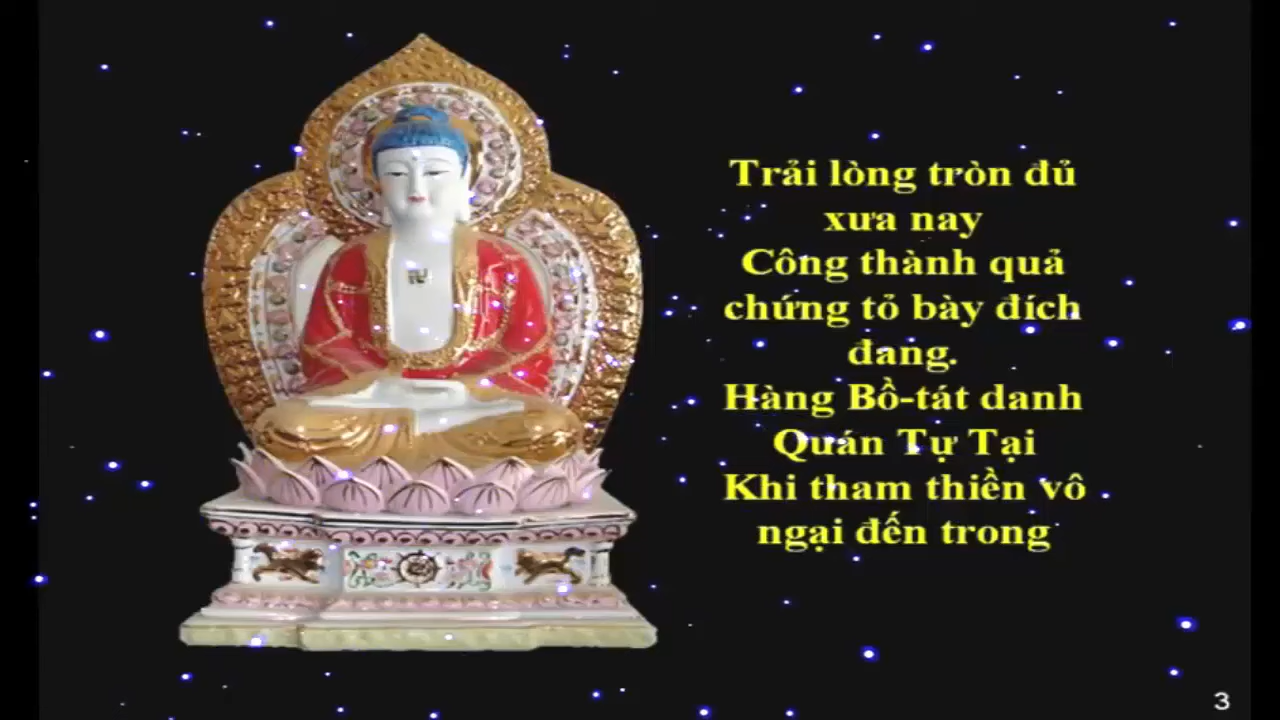 Trải lòng tròn đủ
xưa nay
Công thành quả
chứng tỏ bày đích
đang.
Hàng Bồ-tát danh
Quán Tự Tại
Khi tham thiền vô
ngại đến trong
3